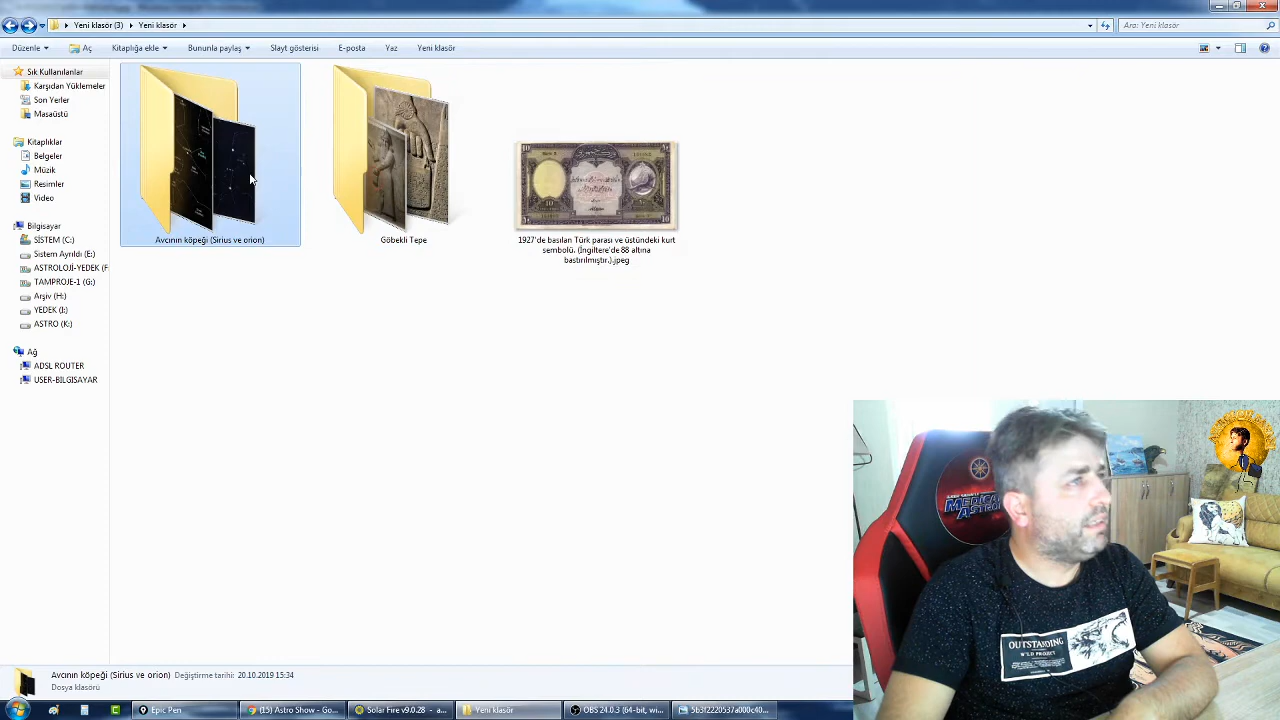 Yeni klasör (3) ▸ Yeni klasör ▸
Ara: Yeni klasör
Düzenle
Aç
Kitaplığa ekle
Bununla paylaş
Slayt gösterisi
E-posta
Yaz
Yeni klasör
Sık Kullanılanlar
Karşıdan Yüklemeler
Son Yerler
Masaüstü
Kitaplıklar
Belgeler
Müzik
Resimler
Video
Bilgisayar
SİSTEM (C:)
Sistem Ayrıldı (E:)
ASTROLOJİ-YEDEK (F
TAMPROJE-1 (G:)
Arşiv (H:)
YEDEK (I:)
ASTRO (K:)
Ağ
ADSL ROUTER
USER-BILGISAYAR
Avcının köpeği (Sirius ve orion)
Göbekli Tepe
1927'de basılan Türk parası ve üstündeki kurt
sembolü. (İngiltere'de 88 altına
bastırılmıştır.).jpeg
MEDICA
ASTRO
OUTSTANDING
Avcının köpeği (Sirius ve orion) Değiştirme tarihi: 20.10.2019 15:34
Dosya klasörü
Epic Pen
(15) Astro Show - Go...
Solar Fire v9.0.28 - a...
Yeni klasör
OBS 24.0.3 (64-bit, wi...
5b3f2220537a000c40...